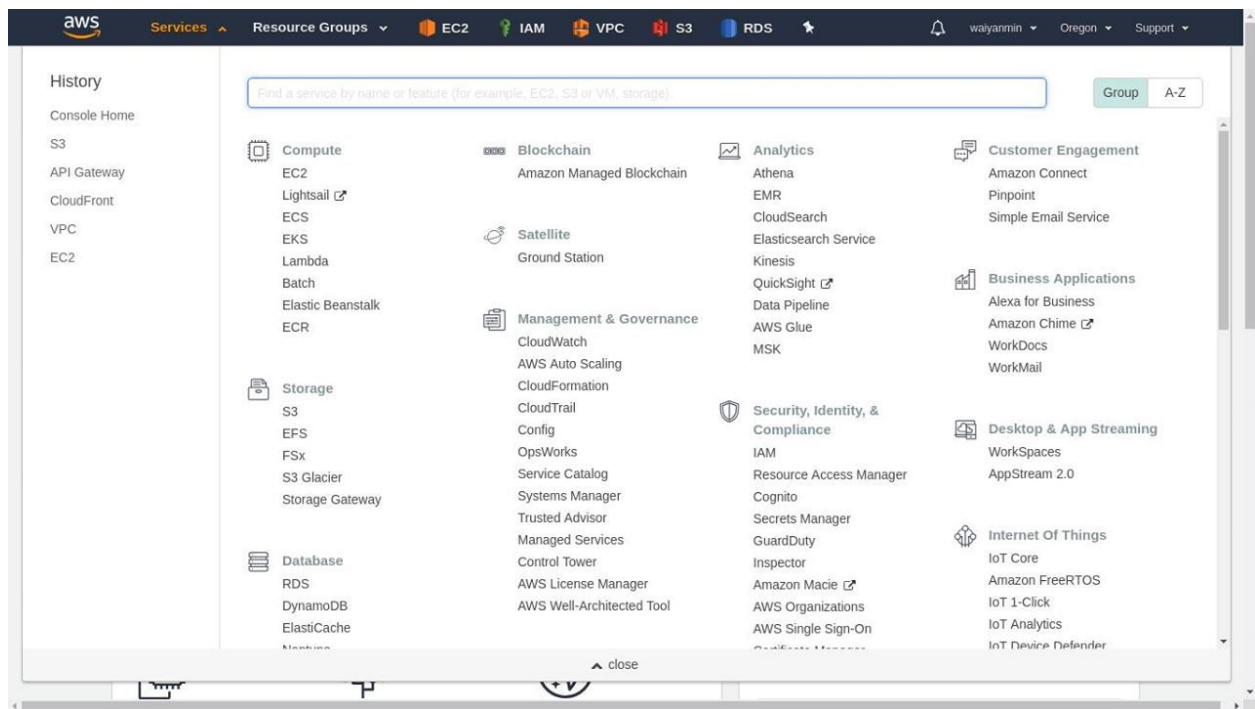 aws
Services
Resource Groups
EC2
IAM
VPC
S3
RDS
waiyanmin
Oregon
Support
History
Console Home
S3
API Gateway
CloudFront
VPC
EC2
Find a service by name or feature (for example, EC2, S3 or VM, storage).
Group
A-Z
Compute
EC2
Lightsail
ECS
EKS
Lambda
Batch
Elastic Beanstalk
ECR
Storage
S3
EFS
FSx
S3 Glacier
Storage Gateway
Database
RDS
DynamoDB
ElastiCache
Neptune
Blockchain
Amazon Managed Blockchain
Satellite
Ground Station
Management & Governance
CloudWatch
AWS Auto Scaling
CloudFormation
CloudTrail
Config
OpsWorks
Service Catalog
Systems Manager
Trusted Advisor
Managed Services
Control Tower
AWS License Manager
AWS Well-Architected Tool
Analytics
Athena
EMR
CloudSearch
Elasticsearch Service
Kinesis
QuickSight
Data Pipeline
AWS Glue
MSK
Security, Identity, &
Compliance
IAM
Resource Access Manager
Cognito
Secrets Manager
GuardDuty
Inspector
Amazon Macie
AWS Organizations
AWS Single Sign-On
Certificate Manager
Customer Engagement
Amazon Connect
Pinpoint
Simple Email Service
Business Applications
Alexa for Business
Amazon Chime
WorkDocs
WorkMail
Desktop & App Streaming
WorkSpaces
AppStream 2.0
Internet Of Things
IoT Core
Amazon FreeRTOS
IoT 1-Click
IoT Analytics
IoT Device Defender
close